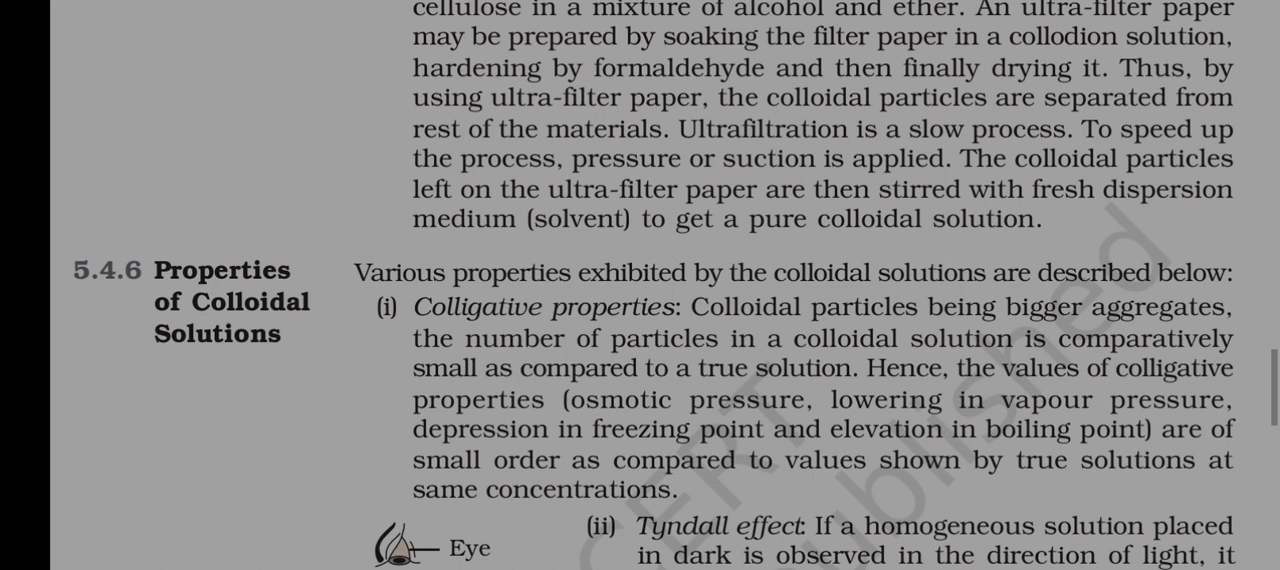 cellulose in a mixture of alcohol and ether. An ultra-filter paper
may be prepared by soaking the filter paper in a collodion solution,
hardening by formaldehyde and then finally drying it. Thus, by
using ultra-filter paper, the colloidal particles are separated from
rest of the materials. Ultrafiltration is a slow process. To speed up
the process, pressure or suction is applied. The colloidal particles
left on the ultra-filter paper are then stirred with fresh dispersion
medium (solvent) to get a pure colloidal solution.
5.4.6 Properties
of Colloidal
Solutions
Various properties exhibited by the colloidal solutions are described below:
(i) Colligative properties: Colloidal particles being bigger aggregates,
the number of particles in a colloidal solution is comparatively
small as compared to a true solution. Hence, the values of colligative
properties (osmotic pressure, lowering in vapour pressure,
depression in freezing point and elevation in boiling point) are of
small order as compared to values shown by true solutions at
same concentrations.
Eye
(ii) Tyndall effect: If a homogeneous solution placed
in dark is observed in the direction of light, it